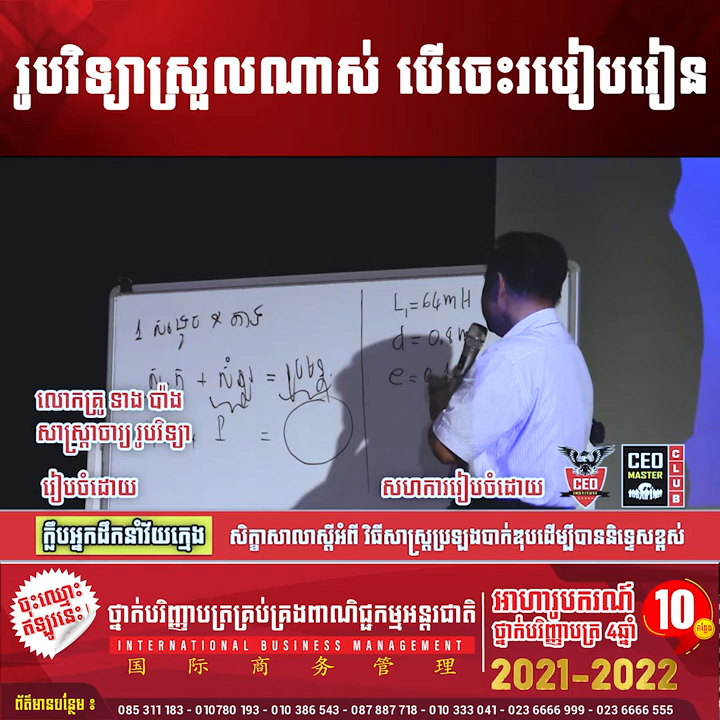 រូបវិទ្យាស្រួលណាស់ បើចេះរបៀបរៀន
L₁=64mH
d=0.9
e=0.
លោកគ្រូ ទាង ប៉ាង
សាស្ត្រាចារ្យ រូបវិទ្យា
រៀបចំដោយ
សហការរៀបចំដោយ
CEO
INSTITUTE
CEO
MASTER
CLUB
ក្លឹបអ្នកដឹកនាំវ័យក្មេង
សិក្ខាសាលាស្តីអំពី វិធីសាស្ត្រប្រឡងបាក់ឌុបដើម្បីបាននិទ្ទេសខ្ពស់
ចុះឈ្មោះ
ឥឡូវនេះ!
ថ្នាក់បរិញ្ញាបត្រគ្រប់គ្រងពាណិជ្ជកម្មអន្តរជាតិ
INTERNATIONAL BUSINESS MANAGEMENT
国 际 商 务 管 理
អាហារូបករណ៍
ថ្នាក់បរិញ្ញាបត្រ 4ឆ្នាំ
10
កន្លែង
2021-2022
ព័ត៌មានបន្ថែម ៖
085 311 183 - 010780 193 - 010 386 543 - 087 887 718 - 010 333 041 - 023 6666 999 - 023 6666 555